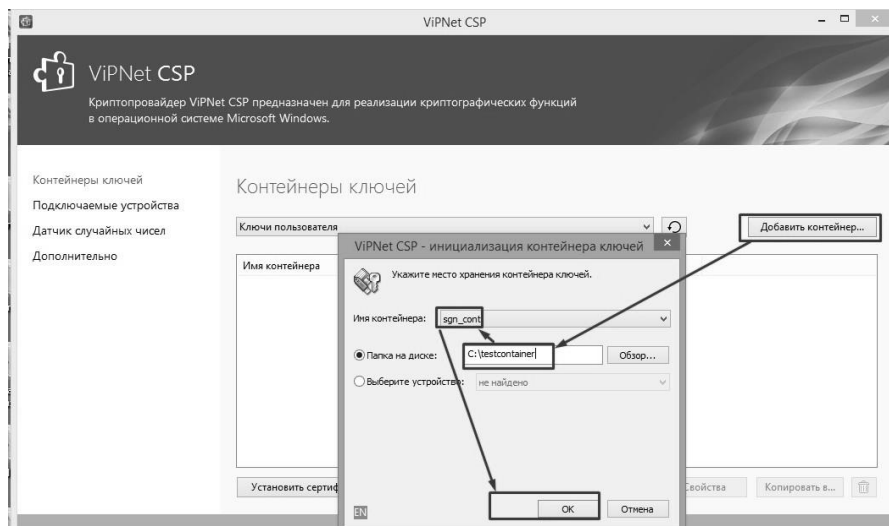 ViPNet CSP
ViPNet CSP
Криптопровайдер ViPNet CSP предназначен для реализации криптографических функций
в операционной системе Microsoft Windows.
Контейнеры ключей
Подключаемые устройства
Датчик случайных чисел
Дополнительно
Контейнеры ключей
Ключи пользователя
Добавить контейнер...
Имя контейнера
ViPNet CSP - инициализация контейнера ключей
Укажите место хранения контейнера ключей.
Имя контейнера: sgn_cont
Папка на диске: C:\testcontainer Обзор...
Выберите устройство: не найдено
EN
OK Отмена
Установить сертиф
Свойства
Копировать в...